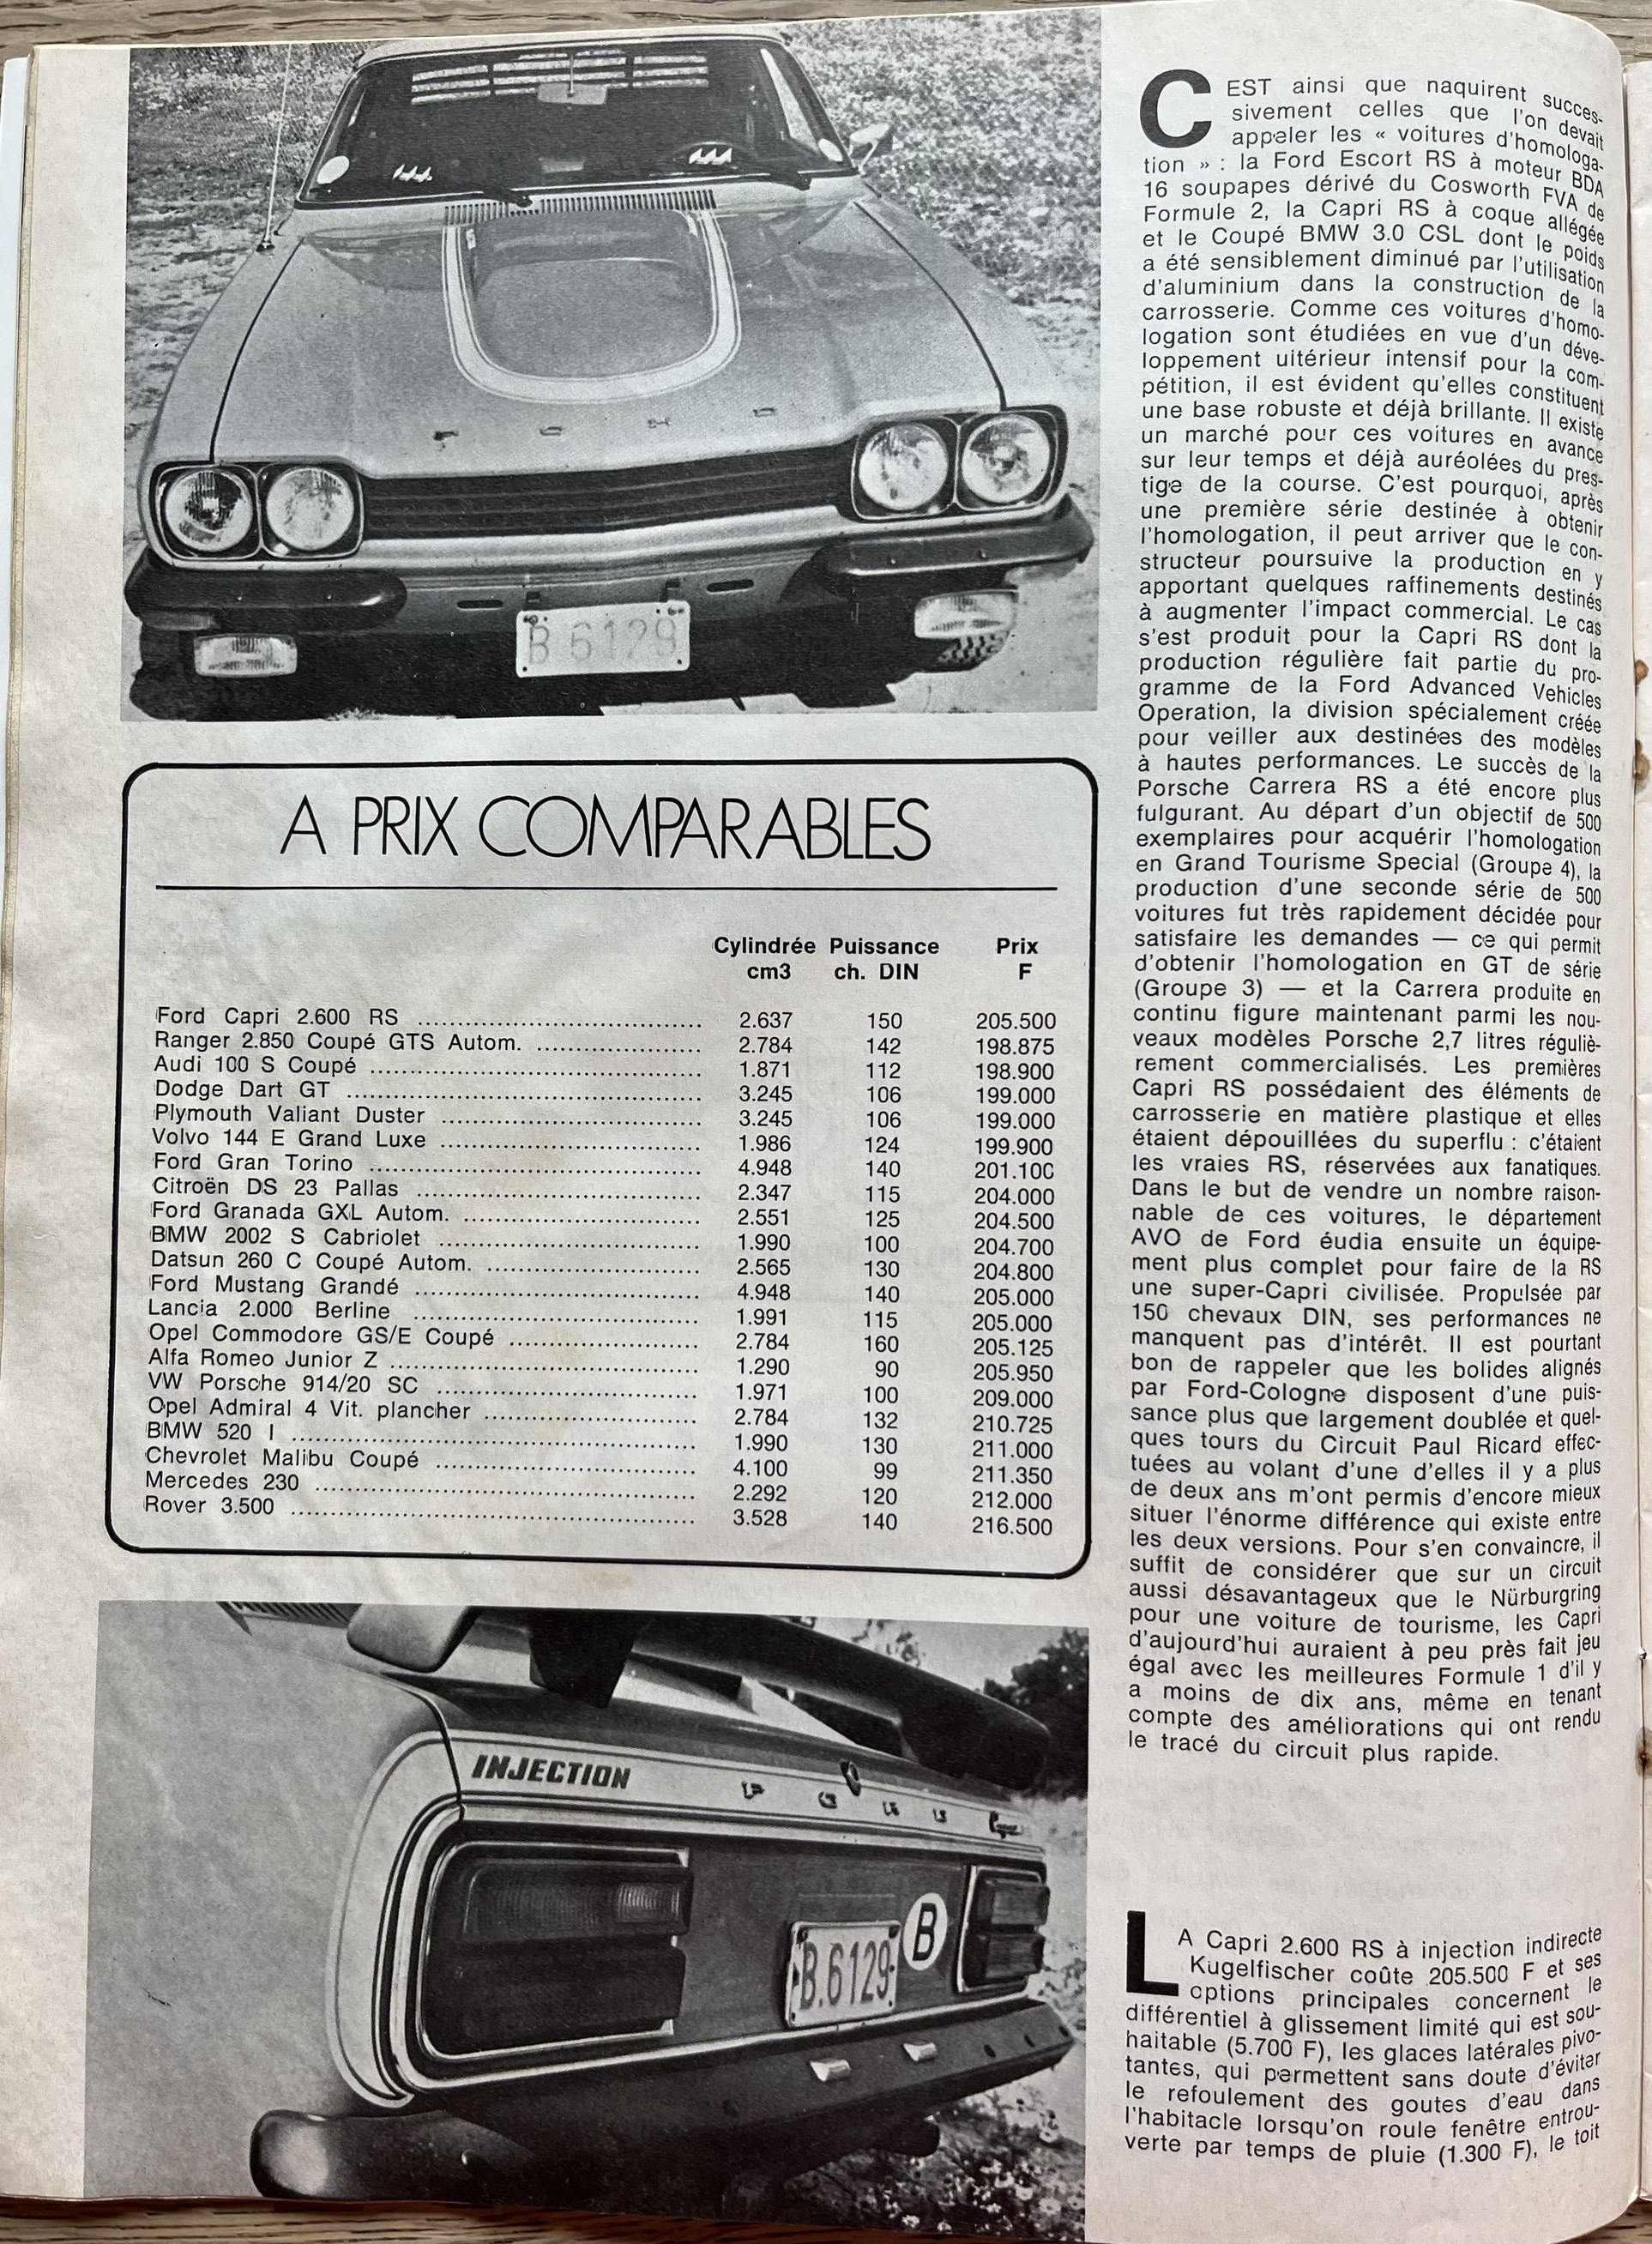 F O R D
B 6129
A PRIX COMPARABLES
Cylindrée Puissance Prix
cm3 ch. DIN F
Ford Capri 2.600 RS 2.637 150 205.500
Ranger 2.850 Coupé GTS Autom. 2.784 142 198.875
Audi 100 S Coupé 1.871 112 198.900
Dodge Dart GT 3.245 106 199.000
Plymouth Valiant Duster 3.245 106 199.000
Volvo 144 E Grand Luxe 1.986 124 199.900
Ford Gran Torino 4.948 140 201.100
Citroën DS 23 Pallas 2.347 115 204.000
Ford Granada GXL Autom. 2.551 125 204.500
BMW 2002 S Cabriolet 1.990 100 204.700
Datsun 260 C Coupé Autom. 2.565 130 204.800
Ford Mustang Grandé 4.948 140 205.000
Lancia 2.000 Berline 1.991 115 205.000
Opel Commodore GS/E Coupé 2.784 160 205.125
Alfa Romeo Junior Z 1.290 90 205.950
VW Porsche 914/20 SC 1.971 100 209.000
Opel Admiral 4 Vit. plancher 2.784 132 210.725
BMW 520 I 1.990 130 211.000
Chevrolet Malibu Coupé 4.100 99 211.350
Mercedes 230 2.292 120 212.000
Rover 3.500 3.528 140 216.500
INJECTION
Capri
B
B.6129
CEST ainsi que naquirent succes-
sivement celles que l'on devait
appeler les « voitures d'homologa-
tion » : la Ford Escort RS à moteur BDA
16 soupapes dérivé du Cosworth FVA de
Formule 2, la Capri RS à coque allégée
et le Coupé BMW 3.0 CSL dont le poids
a été sensiblement diminué par l'utilisation
d'aluminium dans la construction de la
carrosserie. Comme ces voitures d'homo-
logation sont étudiées en vue d'un déve-
loppement uitérieur intensif pour la com-
pétition, il est évident qu'elles constituent
une base robuste et déjà brillante. Il existe
un marché pour ces voitures en avance
sur leur temps et déjà auréolées du pres-
tige de la course. C'est pourquoi, après
une première série destinée à obtenir
l'homologation, il peut arriver que le con-
structeur poursuive la production en y
apportant quelques raffinements destinés
à augmenter l'impact commercial. Le cas
s'est produit pour la Capri RS dont la
production régulière fait partie du pro-
gramme de la Ford Advanced Vehicles
Operation, la division spécialement créée
pour veiller aux destinées des modèles
à hautes performances. Le succès de la
Porsche Carrera RS a été encore plus
fulgurant. Au départ d'un objectif de 500
exemplaires pour acquérir l'homologation
en Grand Tourisme Special (Groupe 4), la
production d'une seconde série de 500
voitures fut très rapidement décidée pour
satisfaire les demandes — ce qui permit
d'obtenir l'homologation en GT de série
(Groupe 3) — et la Carrera produite en
continu figure maintenant parmi les nou-
veaux modèles Porsche 2,7 litres réguliè-
rement commercialisés. Les premières
Capri RS possédaient des éléments de
carrosserie en matière plastique et elles
étaient dépouillées du superflu : c'étaient
les vraies RS, réservées aux fanatiques.
Dans le but de vendre un nombre raison-
nable de ces voitures, le département
AVO de Ford éudia ensuite un équipe-
ment plus complet pour faire de la RS
une super-Capri civilisée. Propulsée par
150 chevaux DIN, ses performances ne
manquent pas d'intérêt. Il est pourtant
bon de rappeler que les bolides alignés
par Ford-Cologne disposent d'une puis-
sance plus que largement doublée et quel-
ques tours du Circuit Paul Ricard effec-
tuées au volant d'une d'elles il y a plus
de deux ans m'ont permis d'encore mieux
situer l'énorme différence qui existe entre
les deux versions. Pour s'en convaincre, il
suffit de considérer que sur un circuit
aussi désavantageux que le Nürburgring
pour une voiture de tourisme, les Capri
d'aujourd'hui auraient à peu près fait jeu
égal avec les meilleures Formule 1 d'il y
a moins de dix ans, même en tenant
compte des améliorations qui ont rendu
le tracé du circuit plus rapide.
LA Capri 2.600 RS à injection indirecte
Kugelfischer coûte 205.500 F et ses
options principales concernent le
différentiel à glissement limité qui est sou-
haitable (5.700 F), les glaces latérales pivo-
tantes, qui permettent sans doute d'éviter
le refoulement des goutes d'eau dans
l'habitacle lorsqu'on roule fenêtre entrou-
verte par temps de pluie (1.300 F), le toit